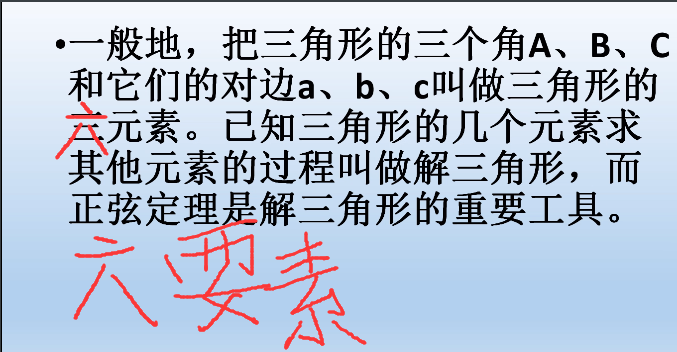 •一般地，把三角形的三个角A、B、C
和它们的对边a、b、c叫做三角形的
六
三元素。已知三角形的几个元素求
其他元素的过程叫做解三角形，而
正弦定理是解三角形的重要工具。
六要素